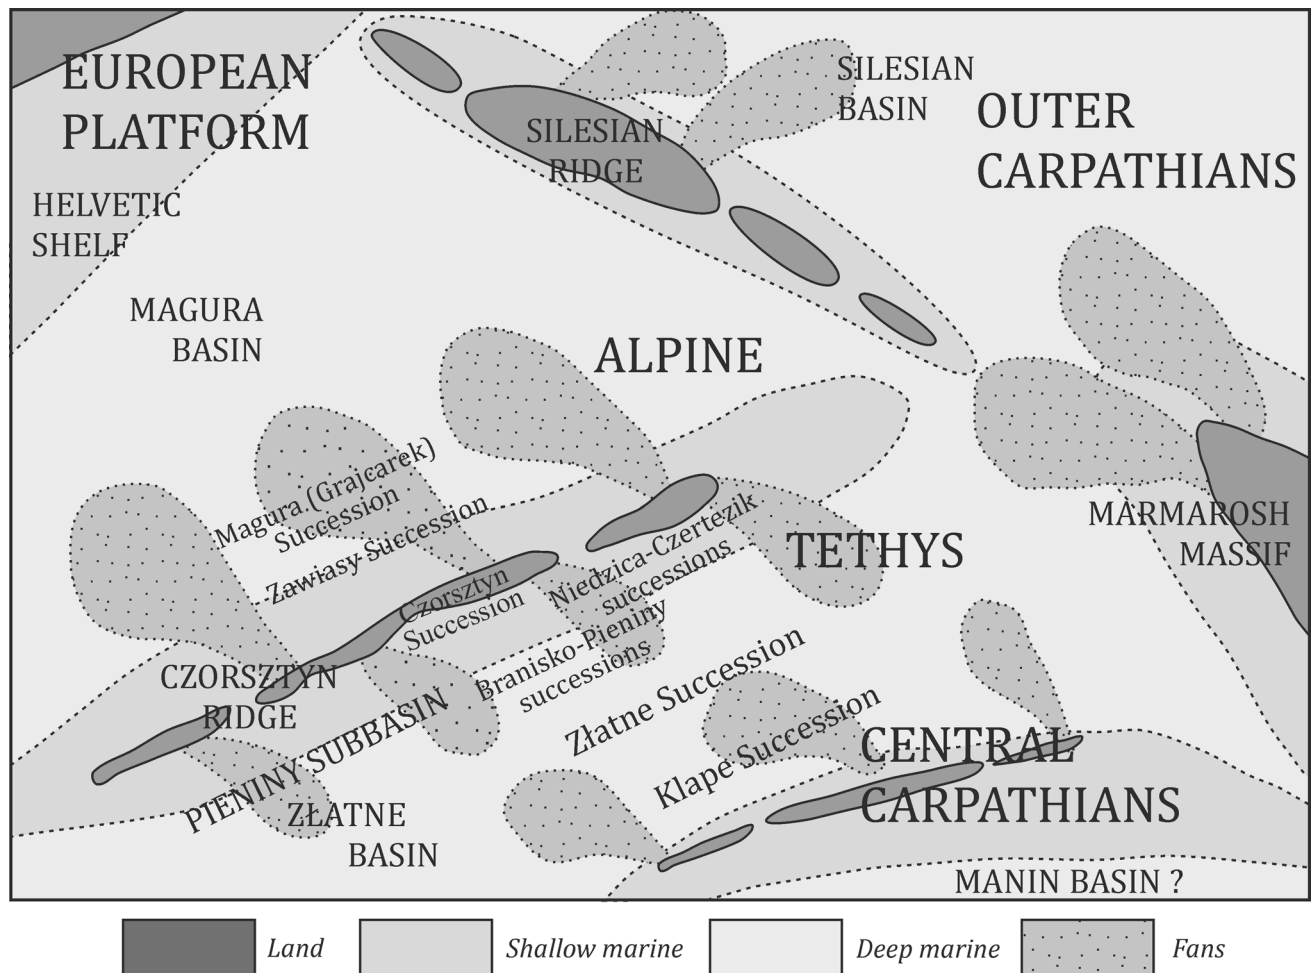 EUROPEAN
PLATFORM
HELVETIC
SHELF
MAGURA
BASIN
SILESIAN
RIDGE
SILESIAN
BASIN
OUTER
CARPATHIANS
ALPINE
TETHYS
MARMAROSH
MASSIF
Magura (Grajcarek)
Succession
Zawiasy Succession
Czorsztyn
Succession
Niedzica-Czertezik
successions
Branisko-Pieniny
successions
Złatne Succession
Klape Succession
CZORSZTYN
RIDGE
PIENINY SUBBASIN
ZŁATNE
BASIN
CENTRAL
CARPATHIANS
MANIN BASIN ?
Land
Shallow marine
Deep marine
Fans